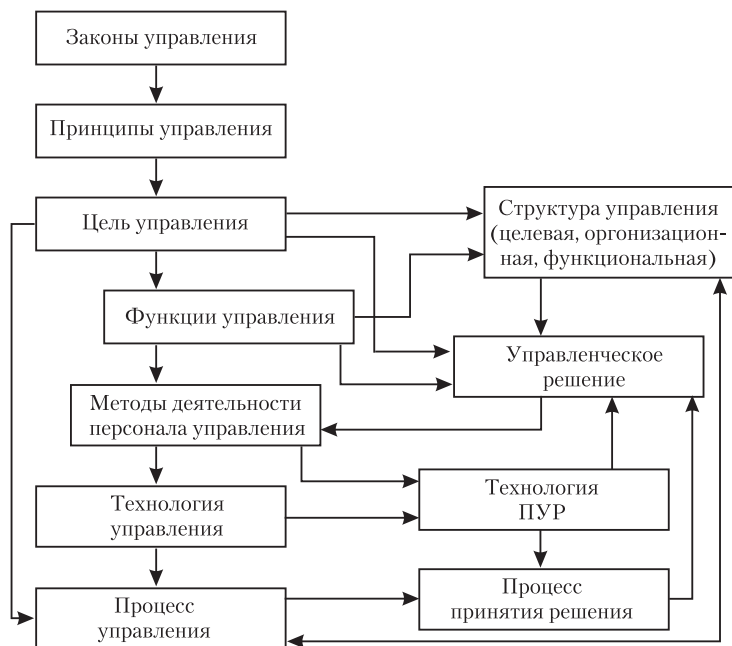 Законы управления
Принципы управления
Цель управления
Структура управления
(целевая, оргонизацион-
ная, функциональная)
Функции управления
Управленческое
решение
Методы деятельности
персонала управления
Технология
управления
Технология
ПУР
Процесс
управления
Процесс
принятия решения